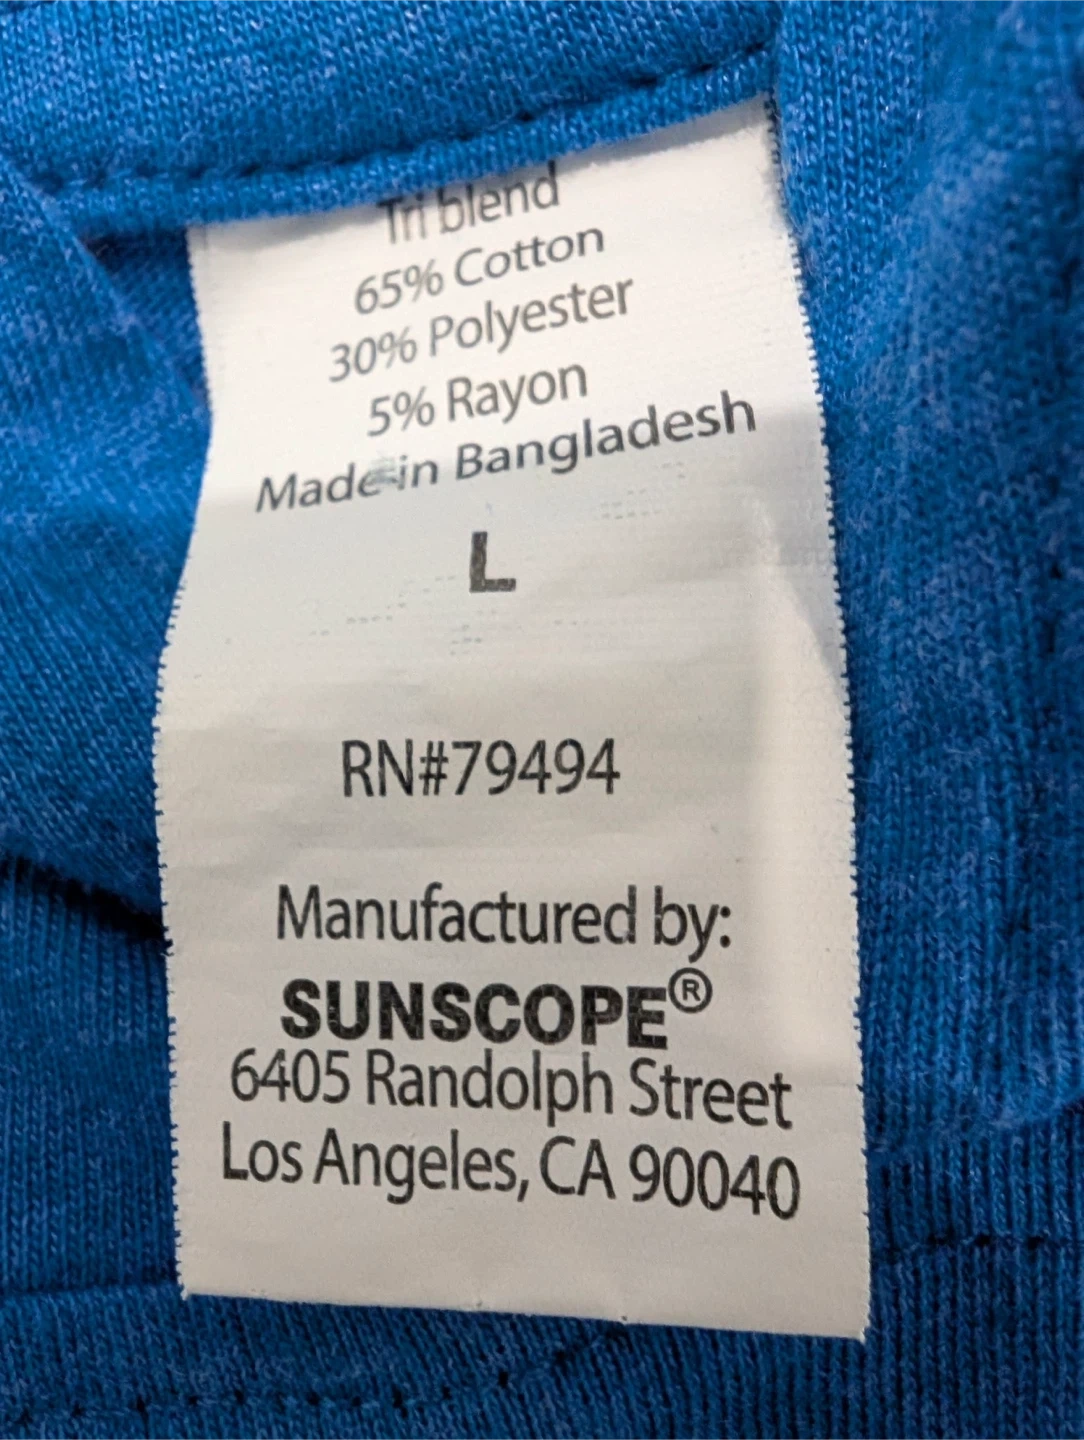 Tri blend
65% Cotton
30% Polyester
5% Rayon
Made in Bangladesh
L
RN#79494
Manufactured by:
SUNSCOPE®
6405 Randolph Street
Los Angeles, CA 90040